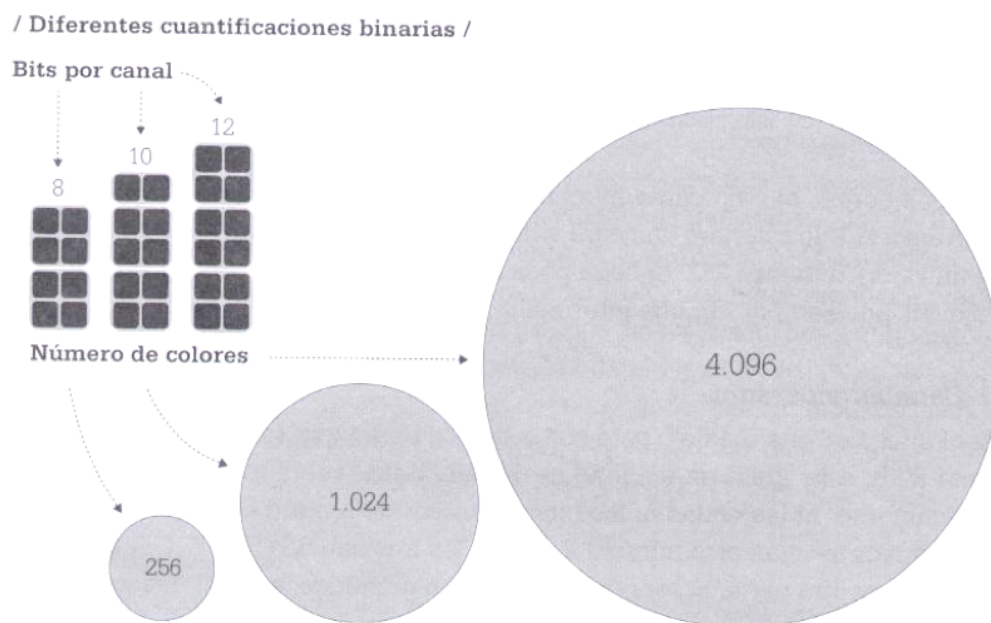 / Diferentes cuantificaciones binarias /
Bits por canal
12
10
8
Número de colores
4.096
1.024
256